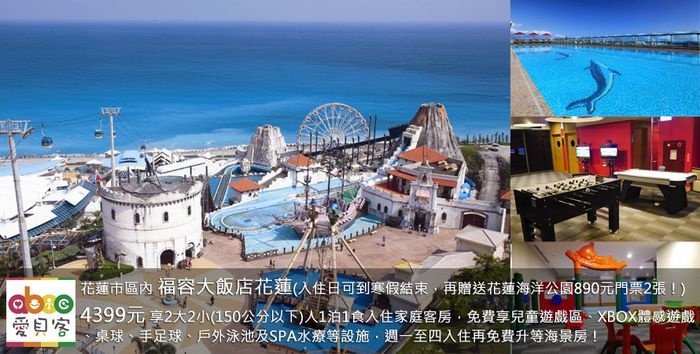 花蓮市區內 福容大飯店花蓮(入住日可到寒假結束，再贈送花蓮海洋公園890元門票2張！)
abic
愛貝客
4399元 享2大2小(150公分以下)人1泊1食入住家庭客房，免費享兒童遊戲區、XBOX體感遊戲
、桌球、手足球、戶外泳池及SPA水療等設施，週一至四入住再免費升等海景房！